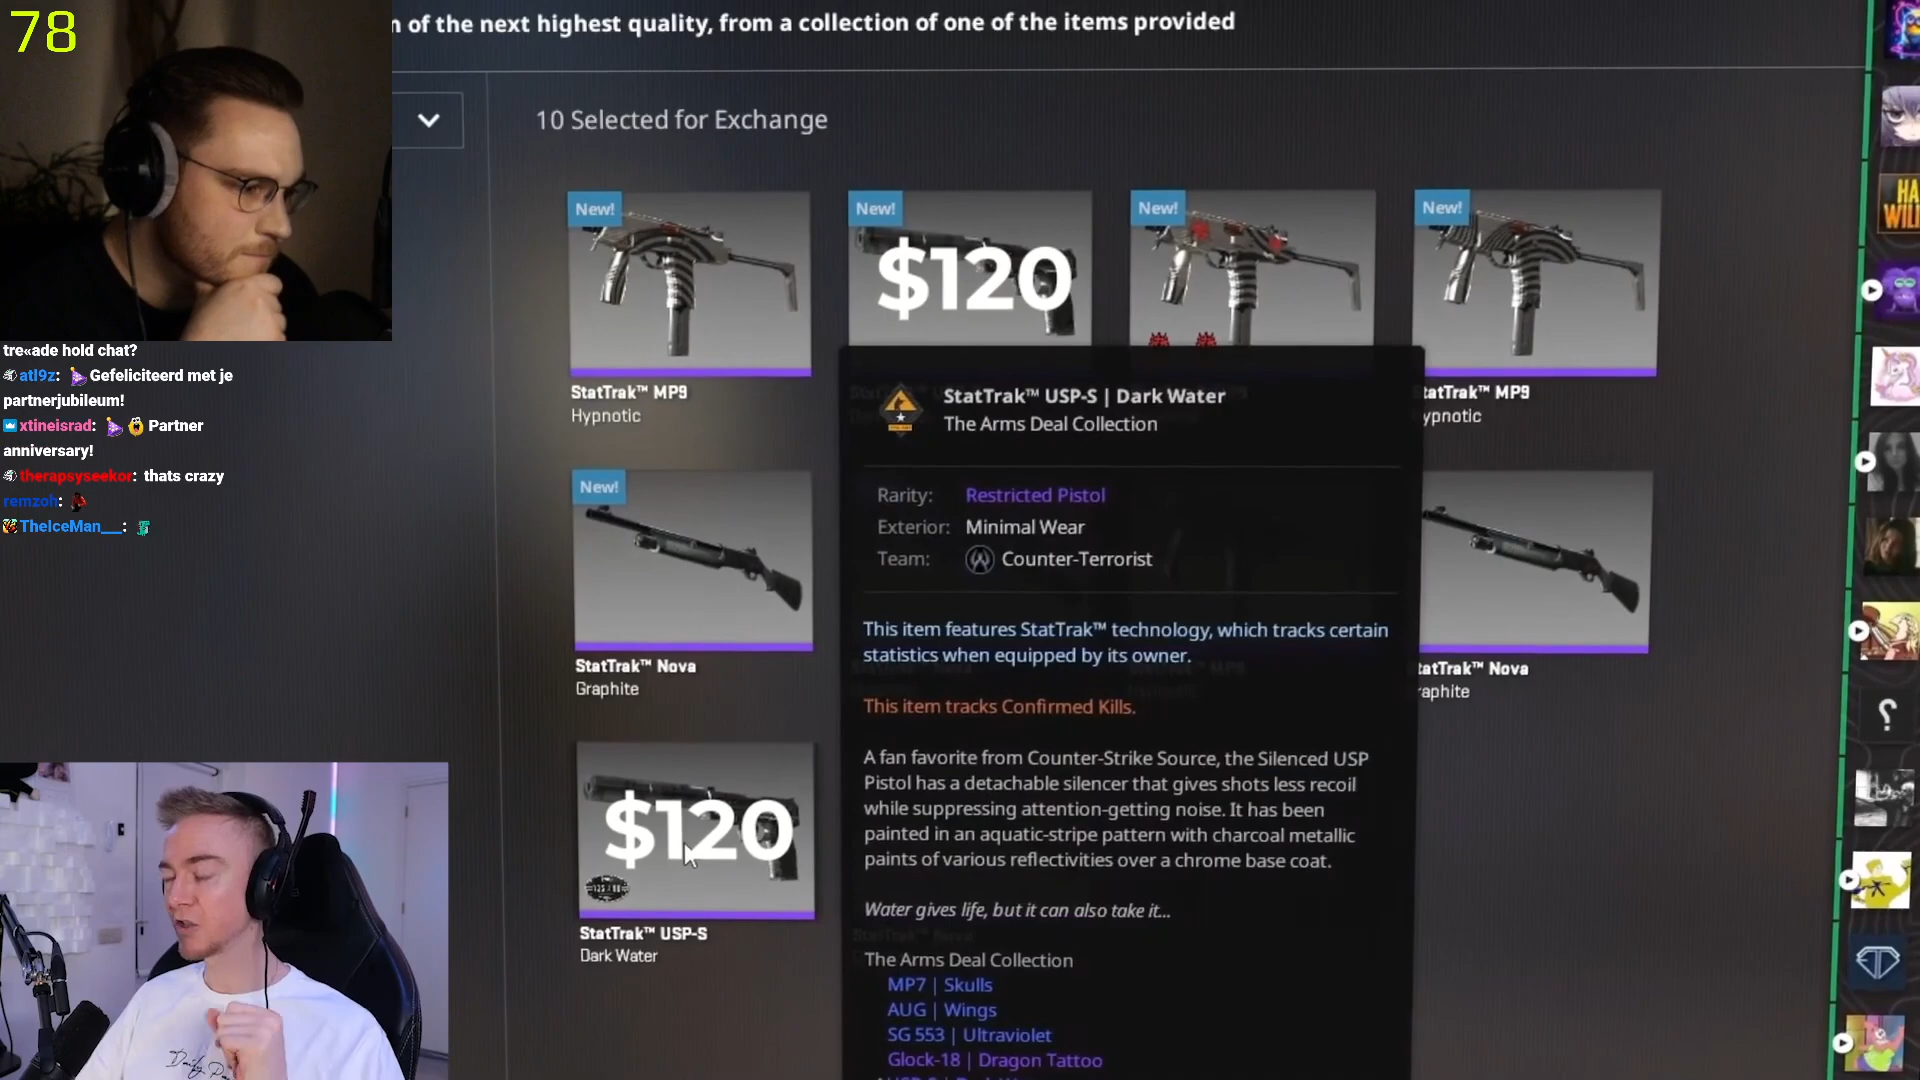 78
n of the next highest quality, from a collection of one of the items provided
10 Selected for Exchange
New!
New!
New!
New!
$120
StatTrak™ MP9
Hypnotic
tatTrak™ MP9
ypnotic
tre«ade hold chat?
atl9z: Gefeliciteerd met je
partnerjubileum!
xtineisrad: Partner
anniversary!
therapsyseekor: thats crazy
remzoh:
TheIceMan__:
StatTrak™ USP-S | Dark Water
The Arms Deal Collection
Rarity: Restricted Pistol
Exterior: Minimal Wear
Team: Counter-Terrorist
This item features StatTrak™ technology, which tracks certain
statistics when equipped by its owner.
This item tracks Confirmed Kills.
A fan favorite from Counter-Strike Source, the Silenced USP
Pistol has a detachable silencer that gives shots less recoil
while suppressing attention-getting noise. It has been
painted in an aquatic-stripe pattern with charcoal metallic
paints of various reflectivities over a chrome base coat.
Water gives life, but it can also take it...
The Arms Deal Collection
MP7 | Skulls
AUG | Wings
SG 553 | Ultraviolet
Glock-18 | Dragon Tattoo
New!
StatTrak™ Nova
Graphite
tatTrak™ Nova
raphite
$120
StatTrak™ USP-S
Dark Water
HA
WIL